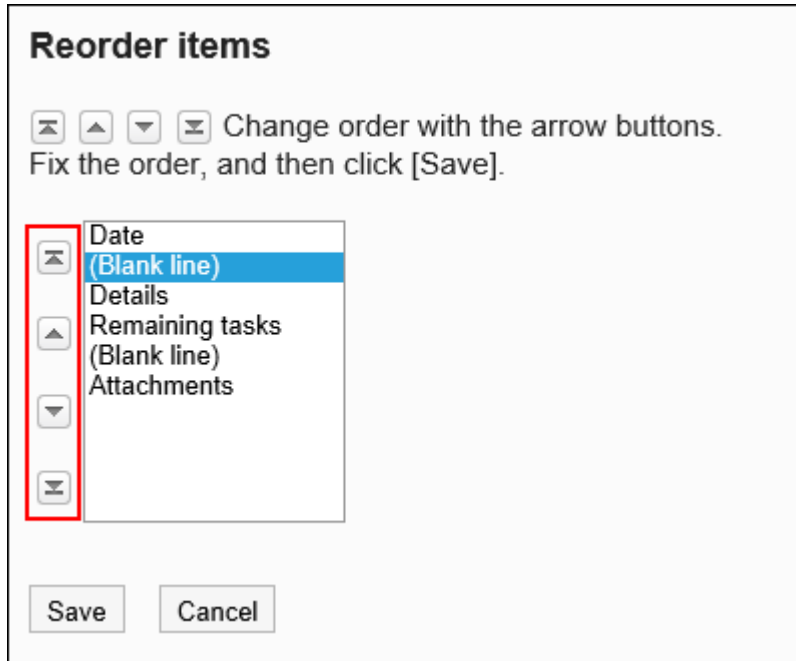 Reorder items
Change order with the arrow buttons.
Fix the order, and then click [Save].
Date
(Blank line)
Details
Remaining tasks
(Blank line)
Attachments
Save Cancel